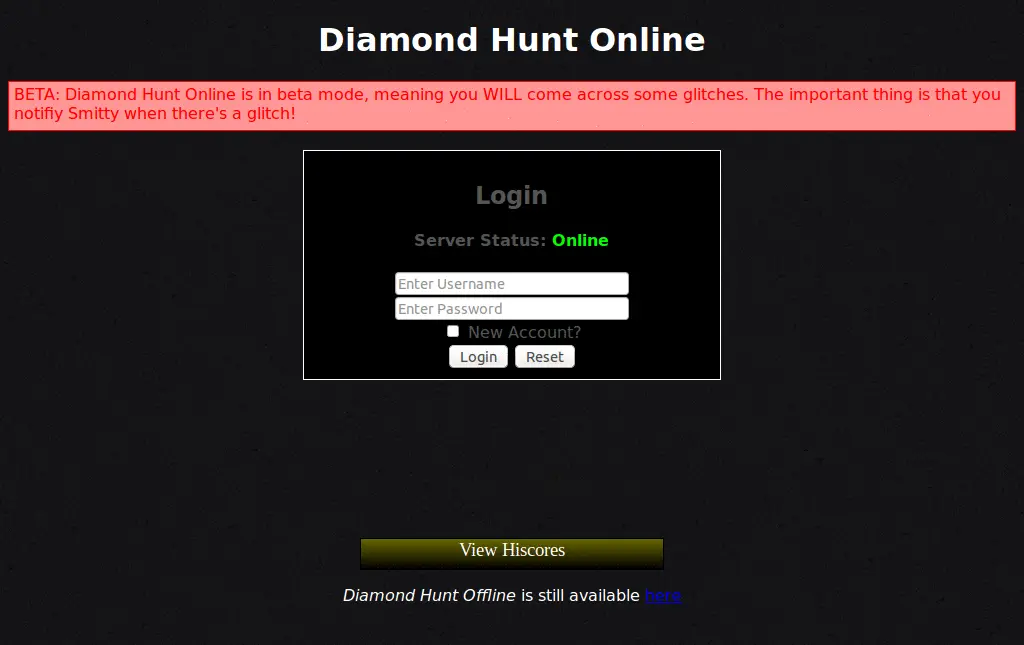 Diamond Hunt Online
BETA: Diamond Hunt Online is in beta mode, meaning you WILL come across some glitches. The important thing is that you
notifiy Smitty when there's a glitch!
Login
Server Status: Online
Enter Username
Enter Password
New Account?
Login Reset
View Hiscores
Diamond Hunt Offline is still available here